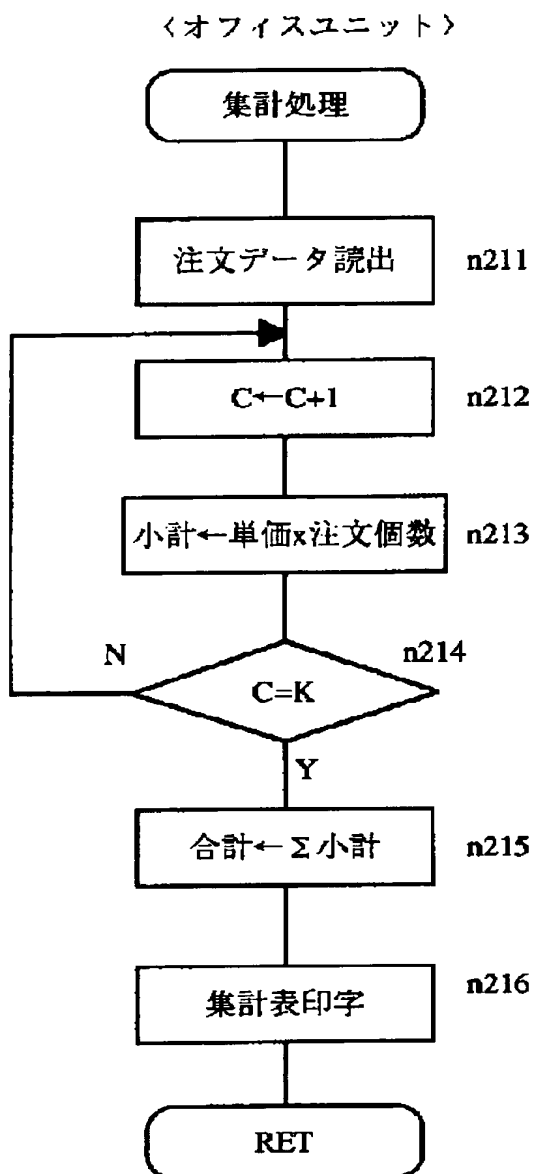 〈オフィスユニット〉
集計処理
注文データ読出 n211
C←C+1 n212
小計←単価x注文個数 n213
N n214
C=K
Y
合計←Σ小計 n215
集計表印字 n216
RET